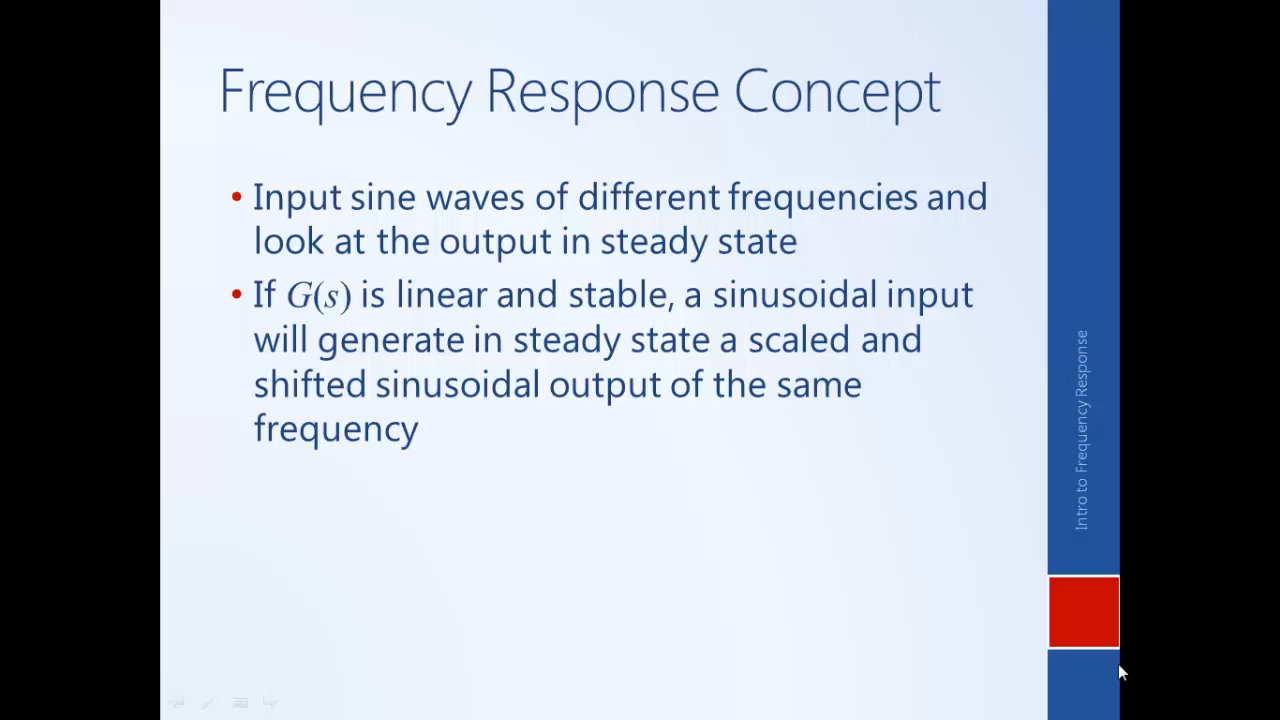 Frequency Response Concept
• Input sine waves of different frequencies and
look at the output in steady state
• If G(s) is linear and stable, a sinusoidal input
will generate in steady state a scaled and
shifted sinusoidal output of the same
frequency
Intro to Frequency Response